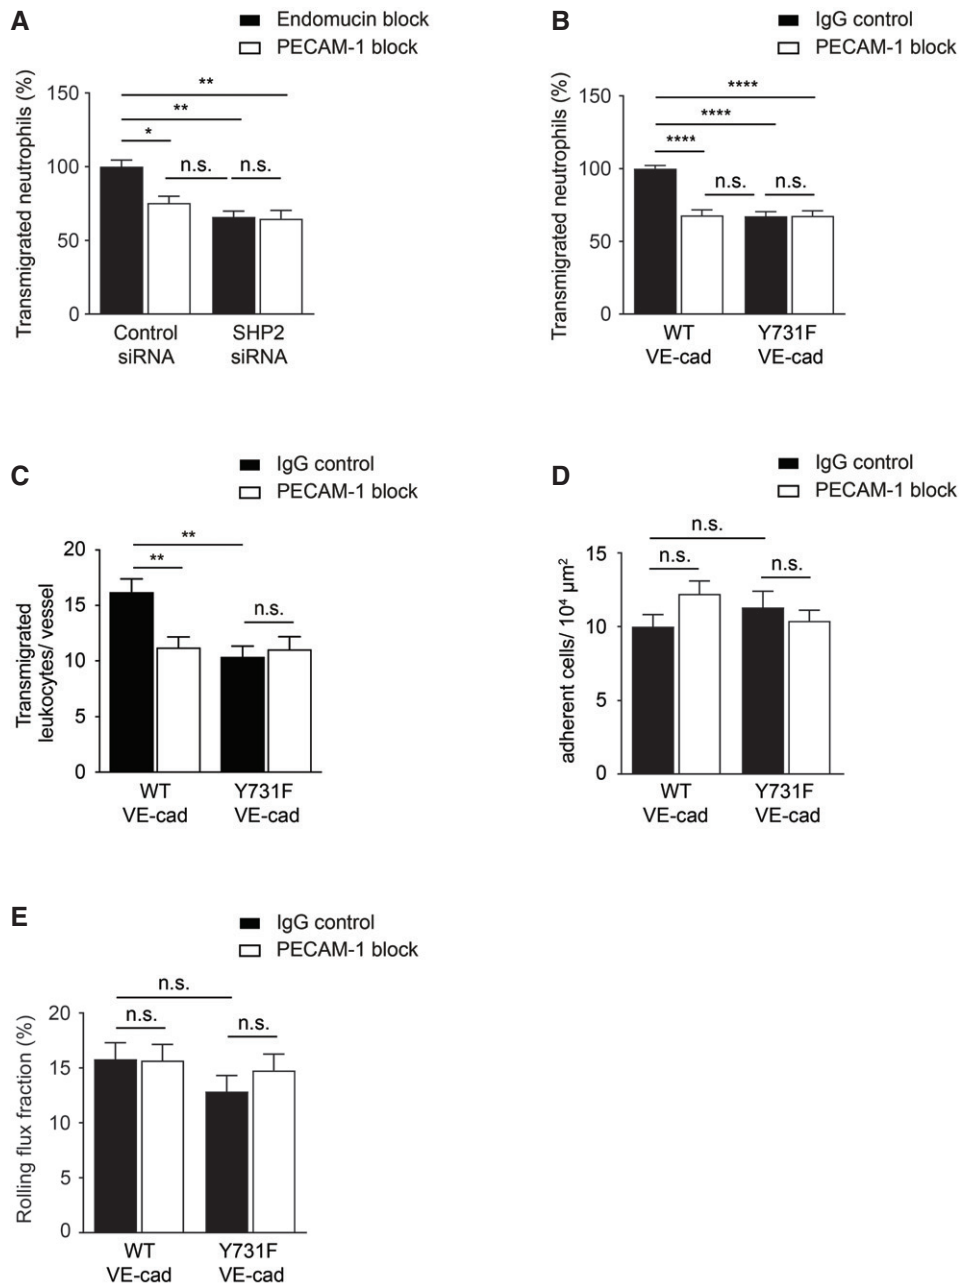 A
Endomucin block
PECAM-1 block
Transmigrated neutrophils (%)
150
100
50
0
**
**
*
n.s.
n.s.
Control
siRNA
SHP2
siRNA
B
IgG control
PECAM-1 block
Transmigrated neutrophils (%)
150
100
50
0
****
****
****
n.s.
n.s.
WT
VE-cad
Y731F
VE-cad
C
IgG control
PECAM-1 block
Transmigrated
leukocytes/ vessel
20
15
10
5
0
**
**
n.s.
WT
VE-cad
Y731F
VE-cad
D
IgG control
PECAM-1 block
adherent cells/ 10⁴ µm²
15
10
5
0
n.s.
n.s.
n.s.
WT
VE-cad
Y731F
VE-cad
E
IgG control
PECAM-1 block
Rolling flux fraction (%)
20
15
10
5
0
n.s.
n.s.
n.s.
WT
VE-cad
Y731F
VE-cad